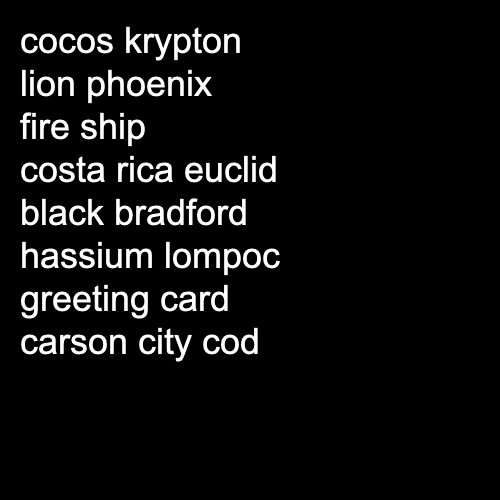 cocos krypton
lion phoenix
fire ship
costa rica euclid
black bradford
hassium lompoc
greeting card
carson city cod